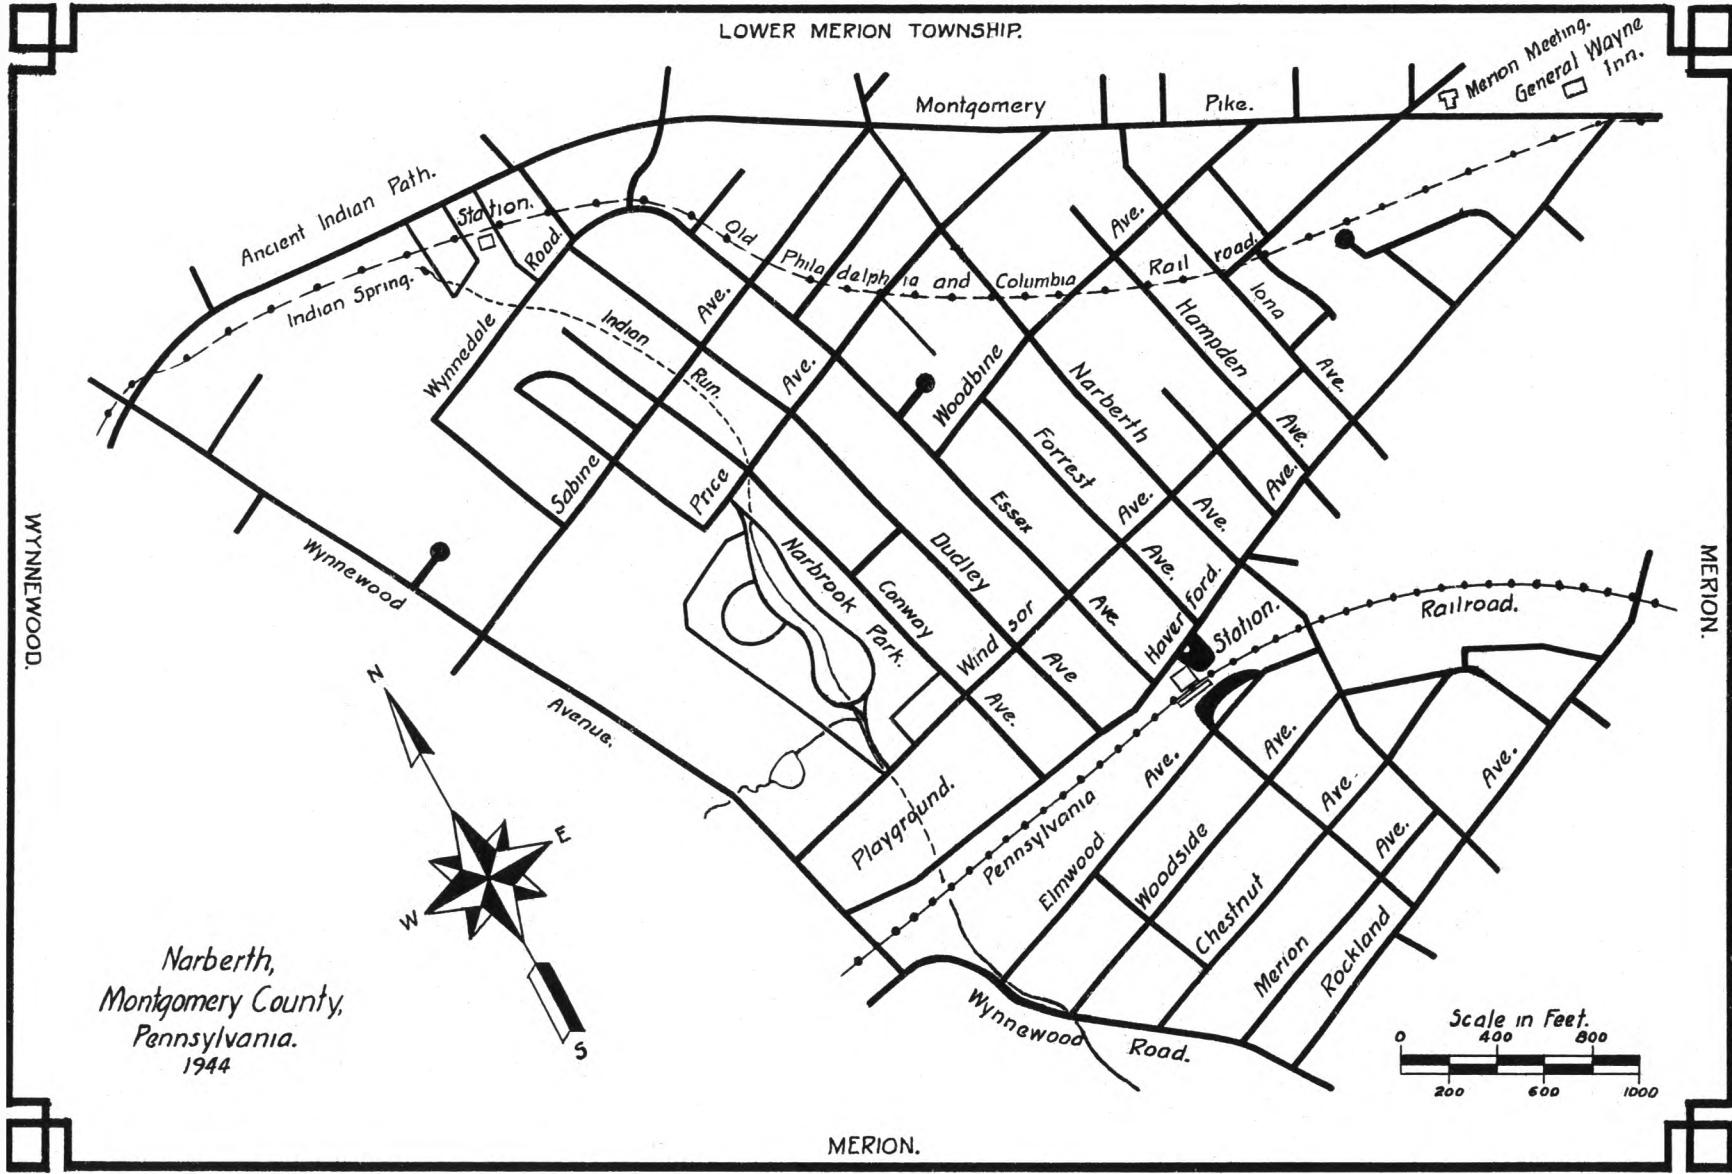 LOWER MERION TOWNSHIP.
Merion Meeting.
General Wayne
Inn.
Montgomery Pike.
Ancient Indian Path.
Station.
Road.
Wynnedale
Indian Spring.
Indian
Run.
Old Philadelphia and Columbia Railroad.
Ave.
Sabine
Ave.
Price
Ave.
Woodbine
Iona
Ave.
Hampden
Ave.
Narberth
Ave.
Forrest
Ave.
Essex
Ave
Dudley
Ave
Conway
Ave.
Windsor
Ave.
Haverford.
Ave.
Station.
Railroad.
Pennsylvania
Narbrook
Park.
Playground.
WYNNEWOOD.
MERION.
Wynnewood
Avenue.
Elmwood
Ave.
Woodside
Ave.
Chestnut
Ave.
Merion
Ave.
Rockland
Ave.
Wynnewood Road.
N
E
W
S
Narberth,
Montgomery County,
Pennsylvania.
1944
Scale in Feet.
0 400 800
200 600 1000
MERION.